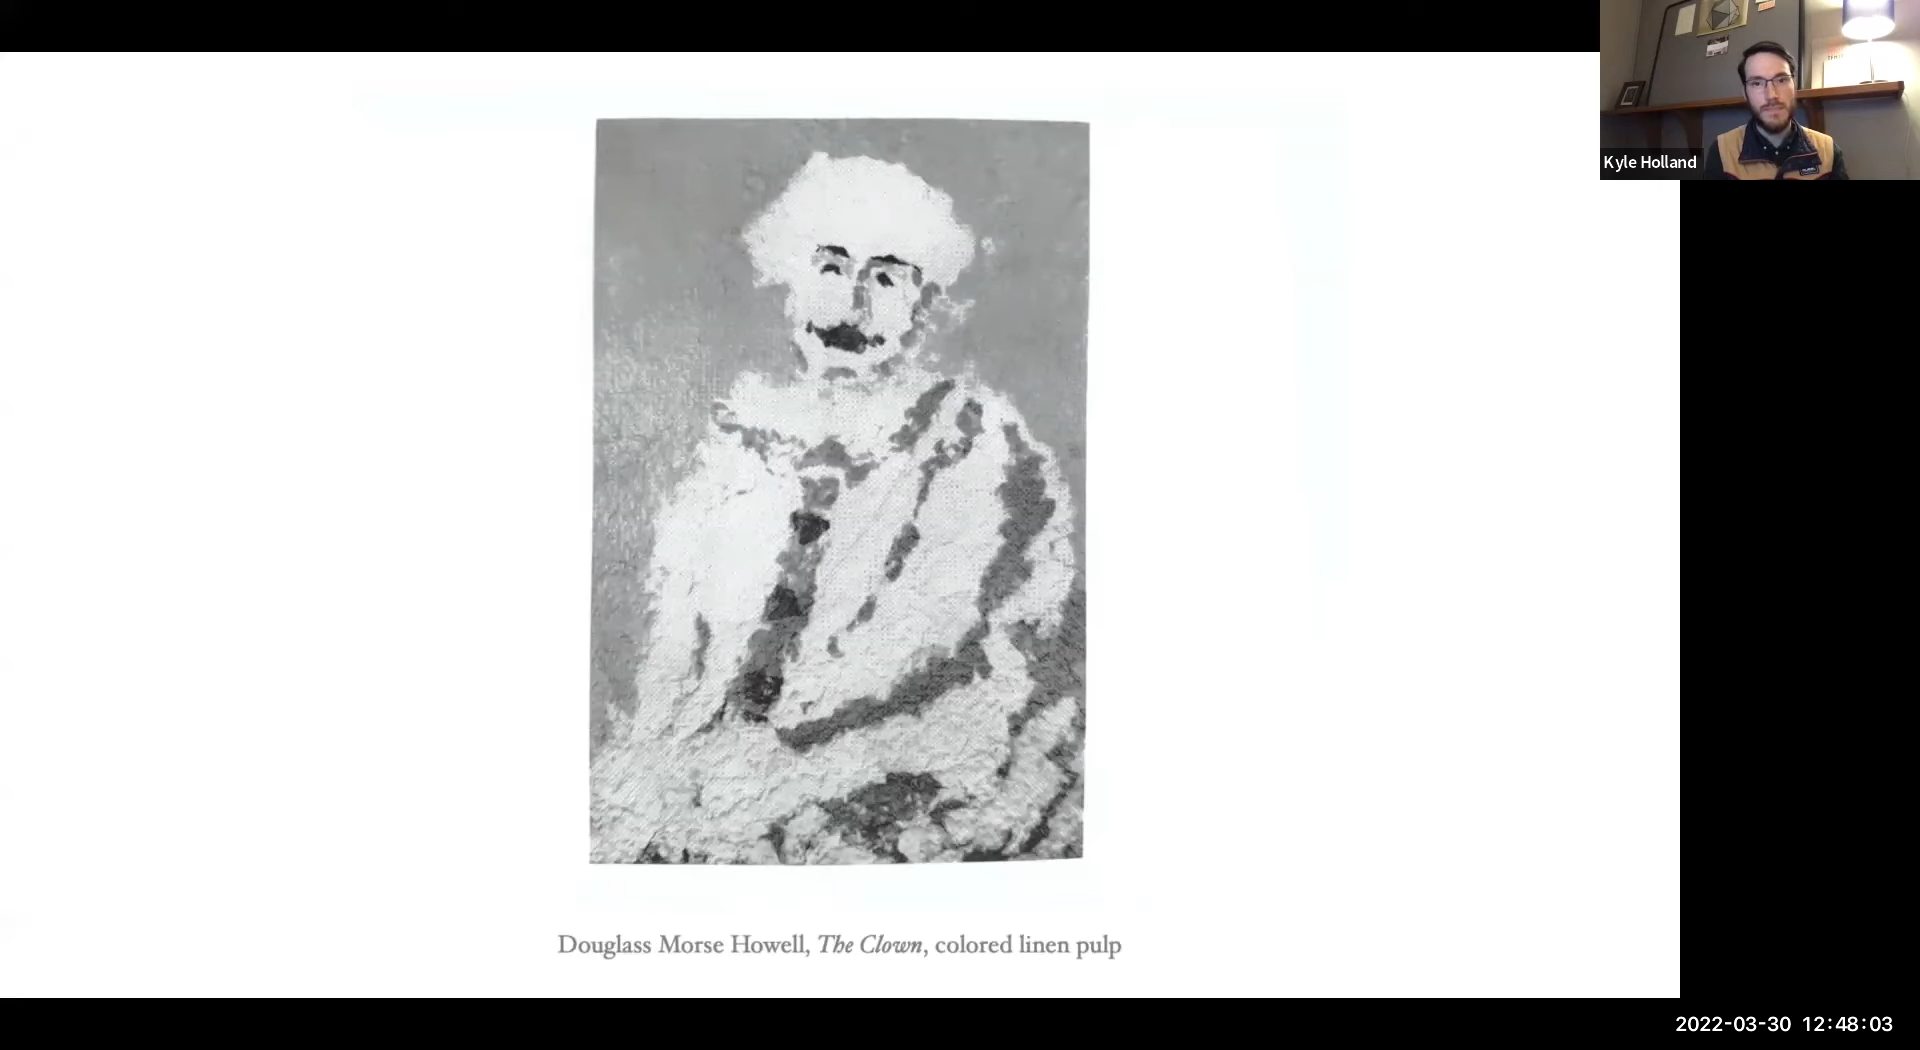 Kyle Holland
Douglass Morse Howell, The Clown, colored linen pulp
2022-03-30 12:48:03